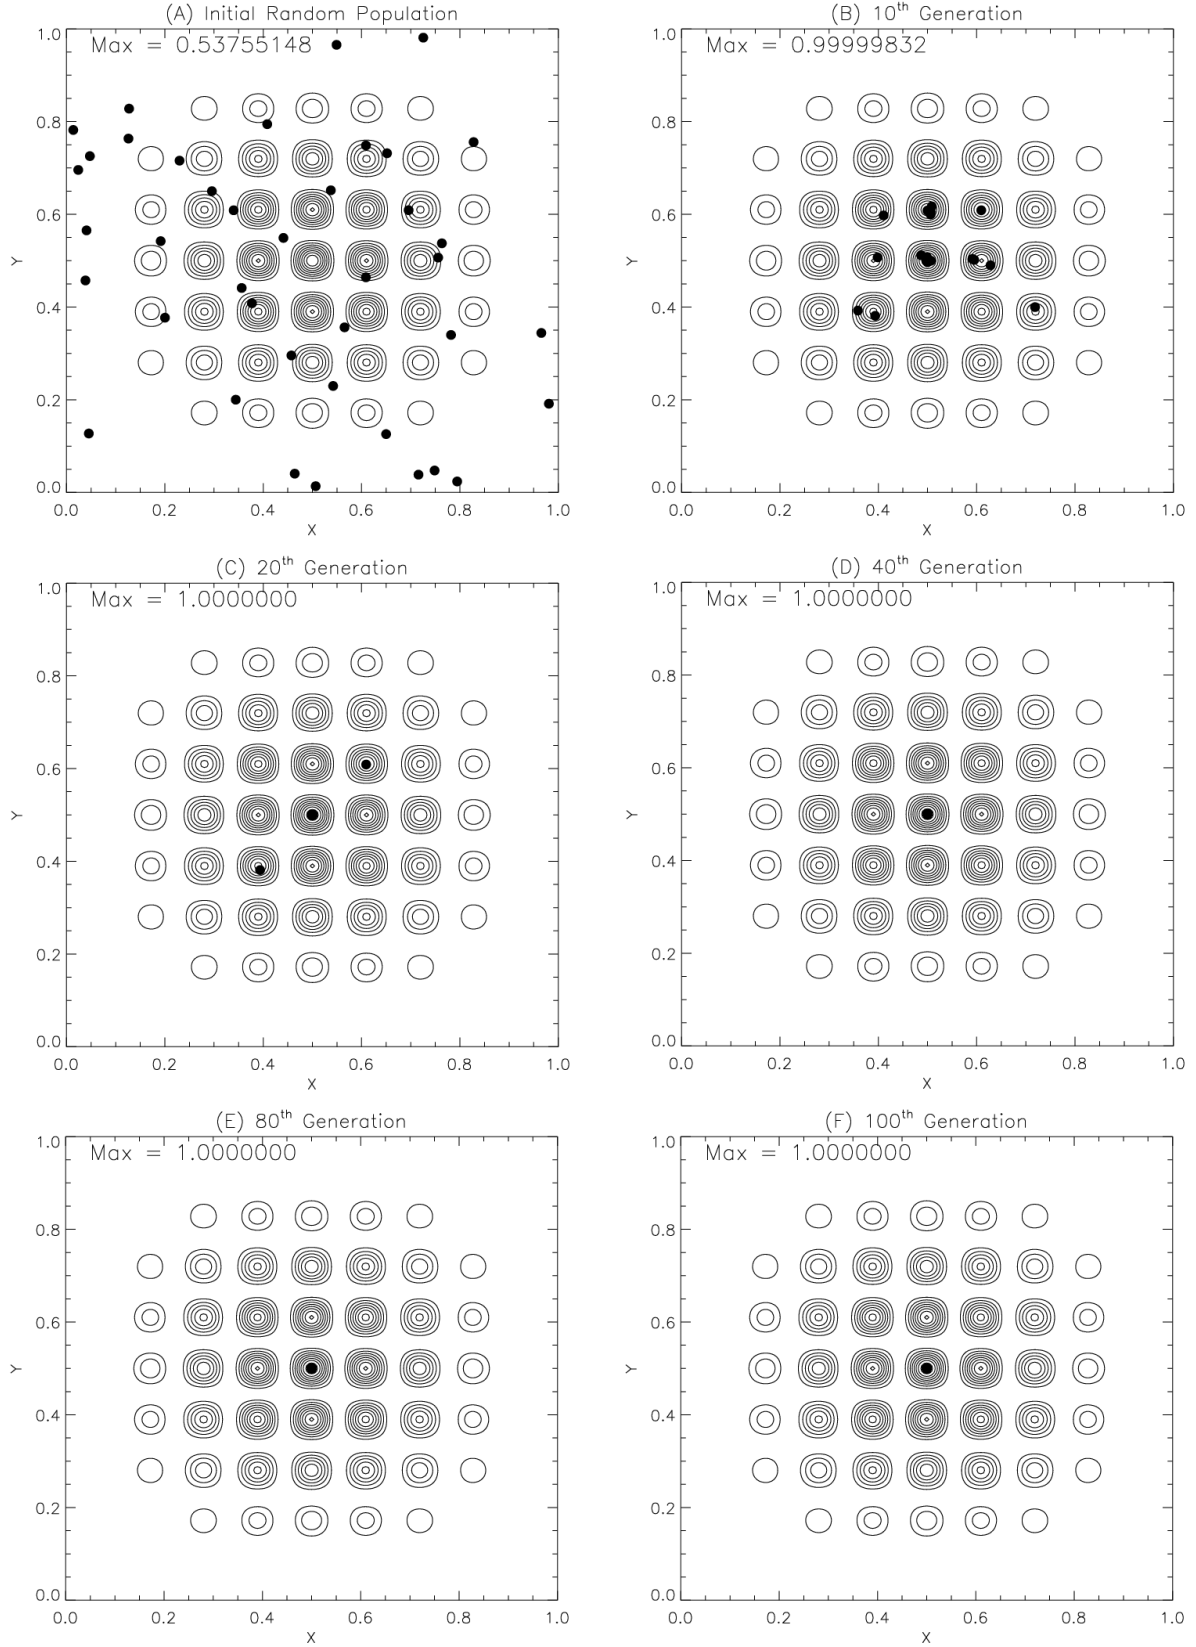 (A) Initial Random Population
Max = 0.53755148
1.0
0.8
0.6
0.4
0.2
0.0
Y
0.0 0.2 0.4 0.6 0.8 1.0
X
(B) 10th Generation
Max = 0.99999832
1.0
0.8
0.6
0.4
0.2
0.0
Y
0.0 0.2 0.4 0.6 0.8 1.0
X
(C) 20th Generation
Max = 1.0000000
1.0
0.8
0.6
0.4
0.2
0.0
Y
0.0 0.2 0.4 0.6 0.8 1.0
X
(D) 40th Generation
Max = 1.0000000
1.0
0.8
0.6
0.4
0.2
0.0
Y
0.0 0.2 0.4 0.6 0.8 1.0
X
(E) 80th Generation
Max = 1.0000000
1.0
0.8
0.6
0.4
0.2
0.0
Y
0.0 0.2 0.4 0.6 0.8 1.0
X
(F) 100th Generation
Max = 1.0000000
1.0
0.8
0.6
0.4
0.2
0.0
Y
0.0 0.2 0.4 0.6 0.8 1.0
X